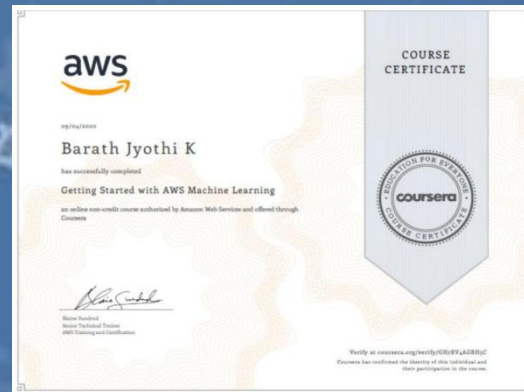 aws
09/04/2020
Barath Jyothi K
has successfully completed
Getting Started with AWS Machine Learning
an online non-credit course authorized by Amazon Web Services and offered through
Coursera
Senior Technical Trainer
AWS Training and Certification
COURSE
CERTIFICATE
EDUCATION FOR EVERYONE
coursera
COURSE CERTIFICATE
Verify at coursera.org/verify/
Coursera has confirmed the identity of this individual and
their participation in the course.